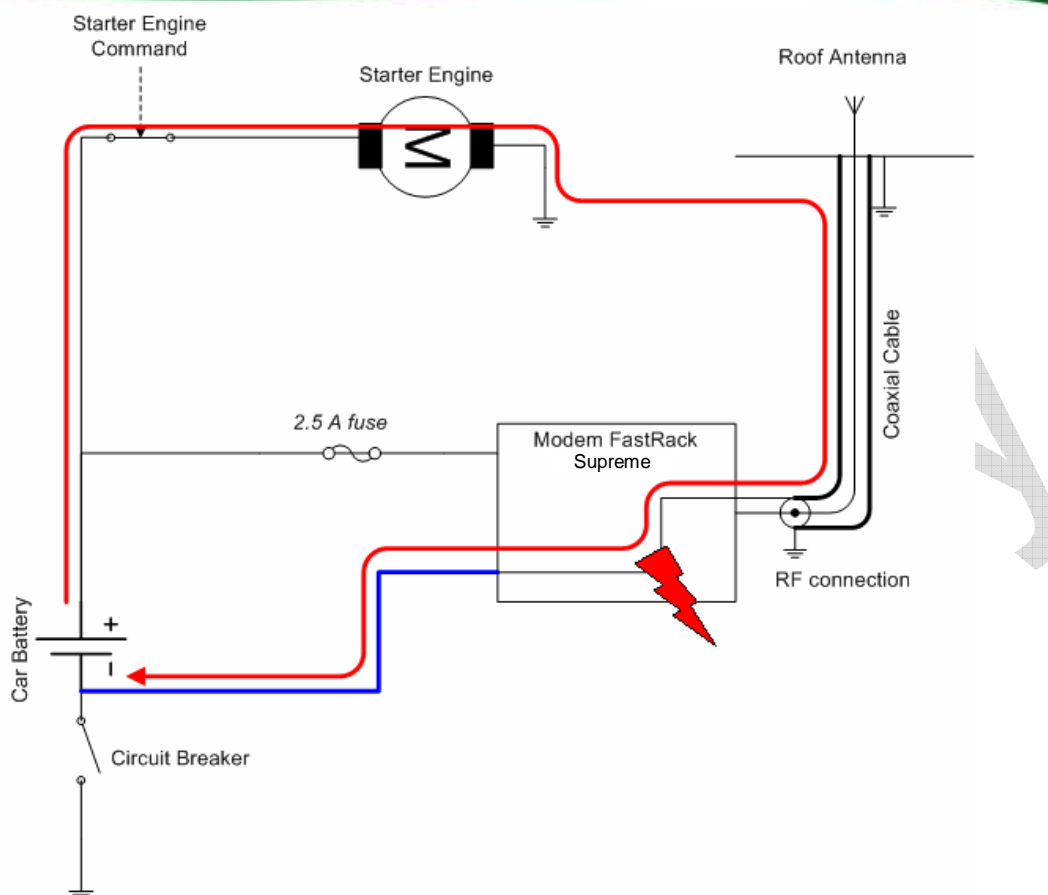 Starter Engine
Command
Starter Engine
M
Roof Antenna
Coaxial Cable
2.5 A fuse
Modem FastRack
Supreme
RF connection
Car Battery
+
-
Circuit Breaker